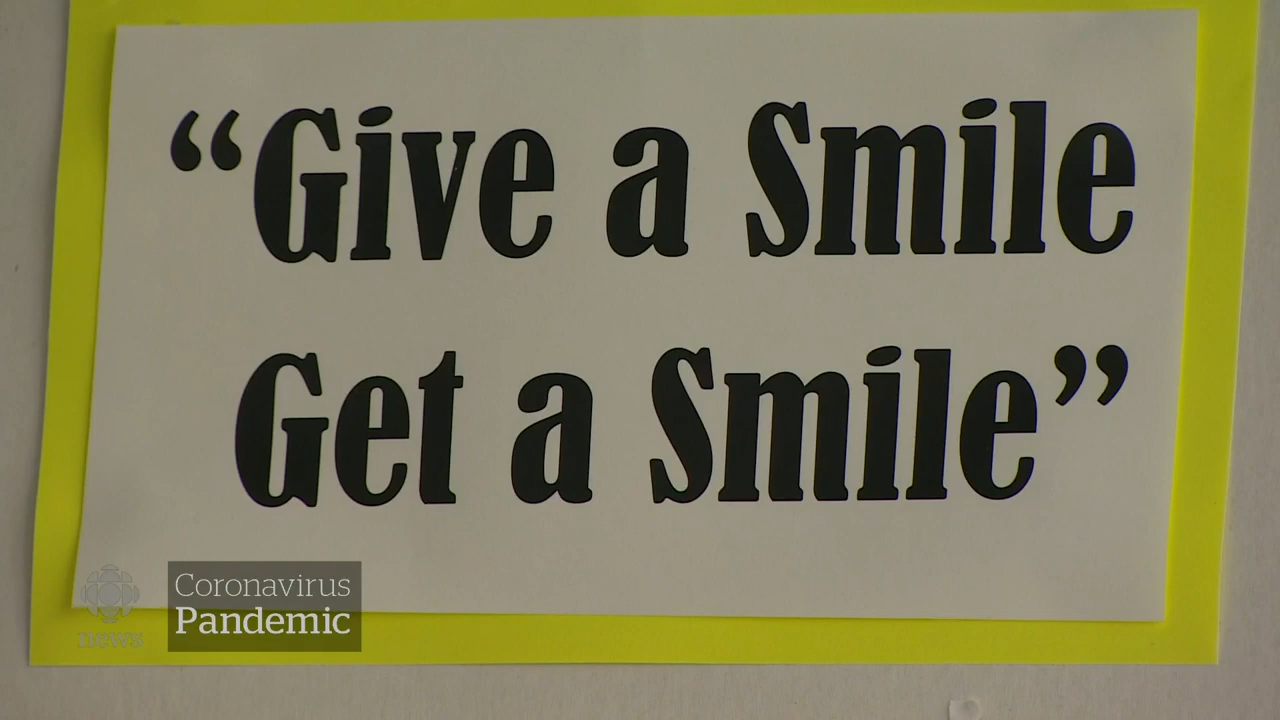 “Give a Smile
Get a Smile”
Coronavirus
Pandemic
news